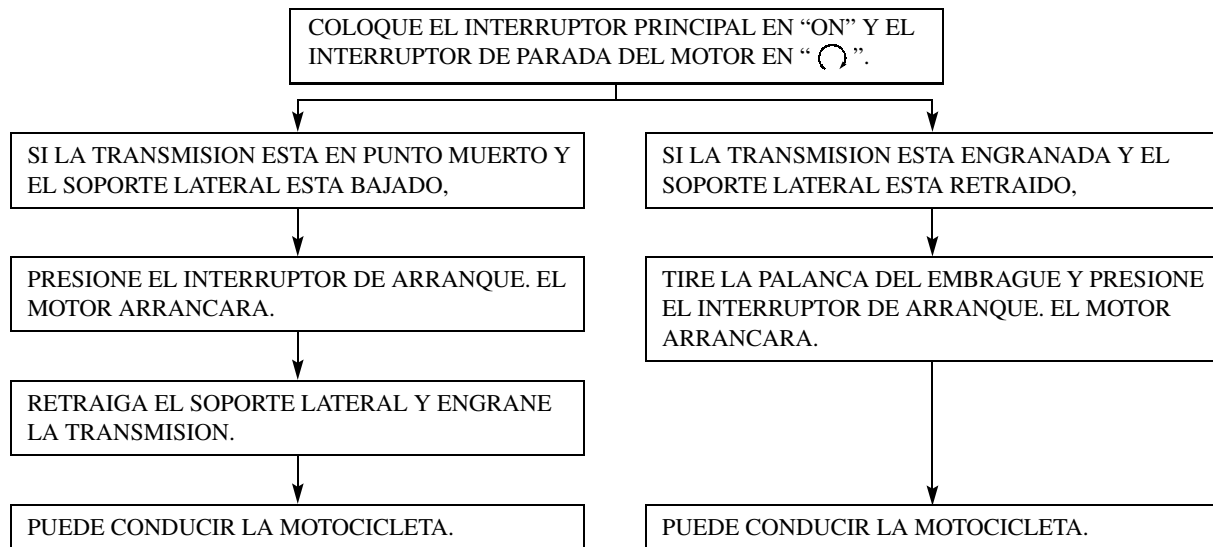 COLOQUE EL INTERRUPTOR PRINCIPAL EN “ON” Y EL
INTERRUPTOR DE PARADA DEL MOTOR EN “ ”.
SI LA TRANSMISION ESTA EN PUNTO MUERTO Y
EL SOPORTE LATERAL ESTA BAJADO,
PRESIONE EL INTERRUPTOR DE ARRANQUE. EL
MOTOR ARRANCARA.
RETRAIGA EL SOPORTE LATERAL Y ENGRANE
LA TRANSMISION.
PUEDE CONDUCIR LA MOTOCICLETA.
SI LA TRANSMISION ESTA ENGRANADA Y EL
SOPORTE LATERAL ESTA RETRAIDO,
TIRE LA PALANCA DEL EMBRAGUE Y PRESIONE
EL INTERRUPTOR DE ARRANQUE. EL MOTOR
ARRANCARA.
PUEDE CONDUCIR LA MOTOCICLETA.